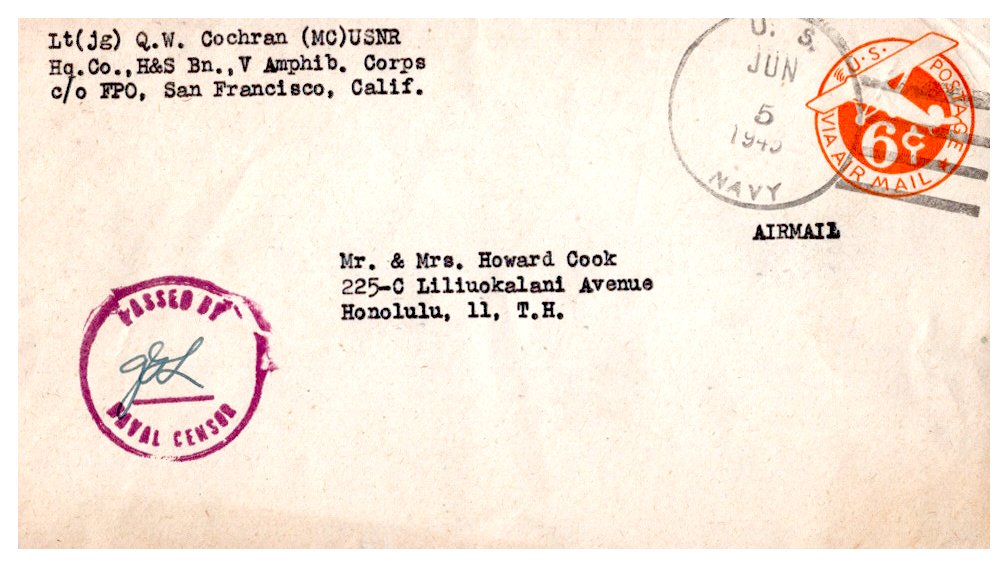 Lt(jg) Q.W. Cochran (MC)USNR
Hq.Co.,H&S Bn.,V Amphib. Corps
c/o FPO, San Francisco, Calif.
U. S.
JUN
5
1945
NAVY
U.S. POSTAGE
6¢
VIA AIR MAIL
AIRMAIL
Mr. & Mrs. Howard Cook
225-C Liliuokalani Avenue
Honolulu, 11, T.H.
PASSED BY
NAVAL CENSOR